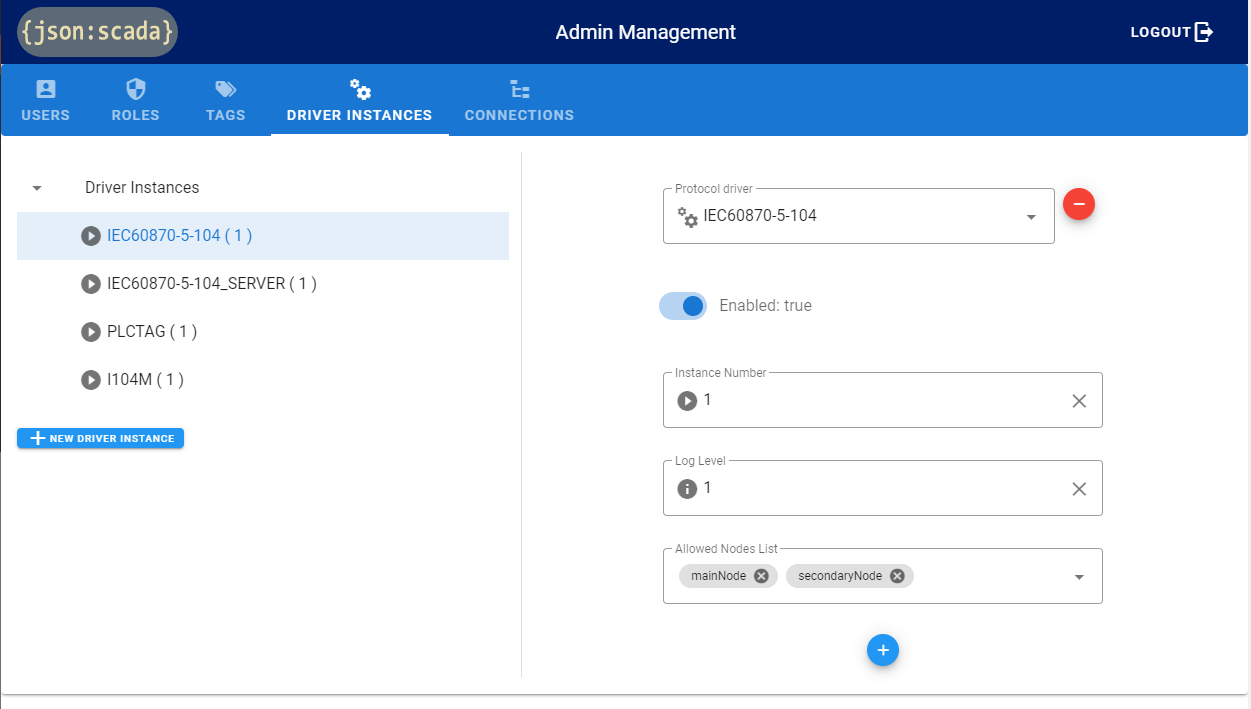 {json:scada}
Admin Management
LOGOUT
USERS
ROLES
TAGS
DRIVER INSTANCES
CONNECTIONS
Driver Instances
IEC60870-5-104 ( 1 )
IEC60870-5-104_SERVER ( 1 )
PLCTAG ( 1 )
I104M ( 1 )
NEW DRIVER INSTANCE
Protocol driver
IEC60870-5-104
Enabled: true
Instance Number
1
Log Level
1
Allowed Nodes List
mainNode
secondaryNode